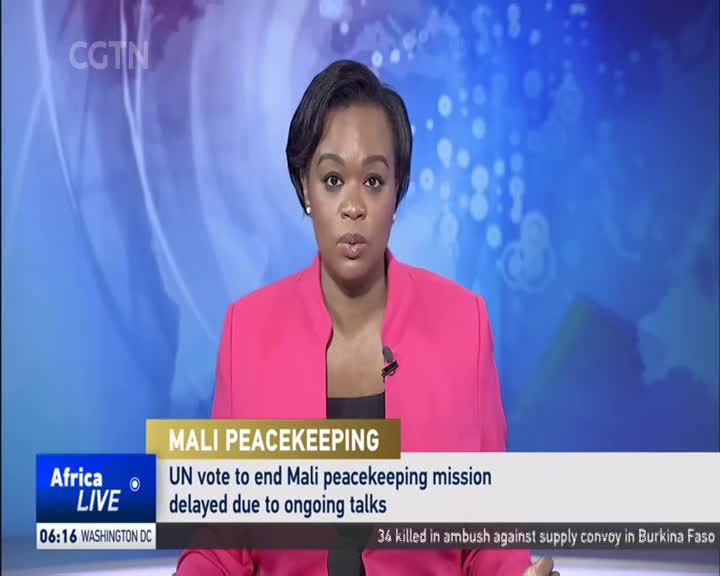 CGTN
MALI PEACEKEEPING
UN vote to end Mali peacekeeping mission
delayed due to ongoing talks
Africa
LIVE
06:16 WASHINGTON DC
34 killed in ambush against supply convoy in Burkina Faso